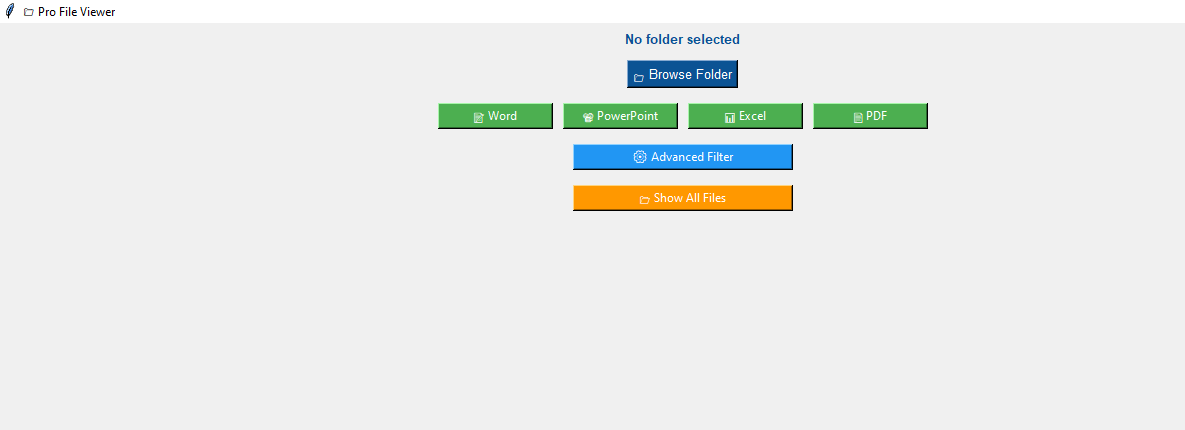 Pro File Viewer
No folder selected
Browse Folder
Word PowerPoint Excel PDF
Advanced Filter
Show All Files